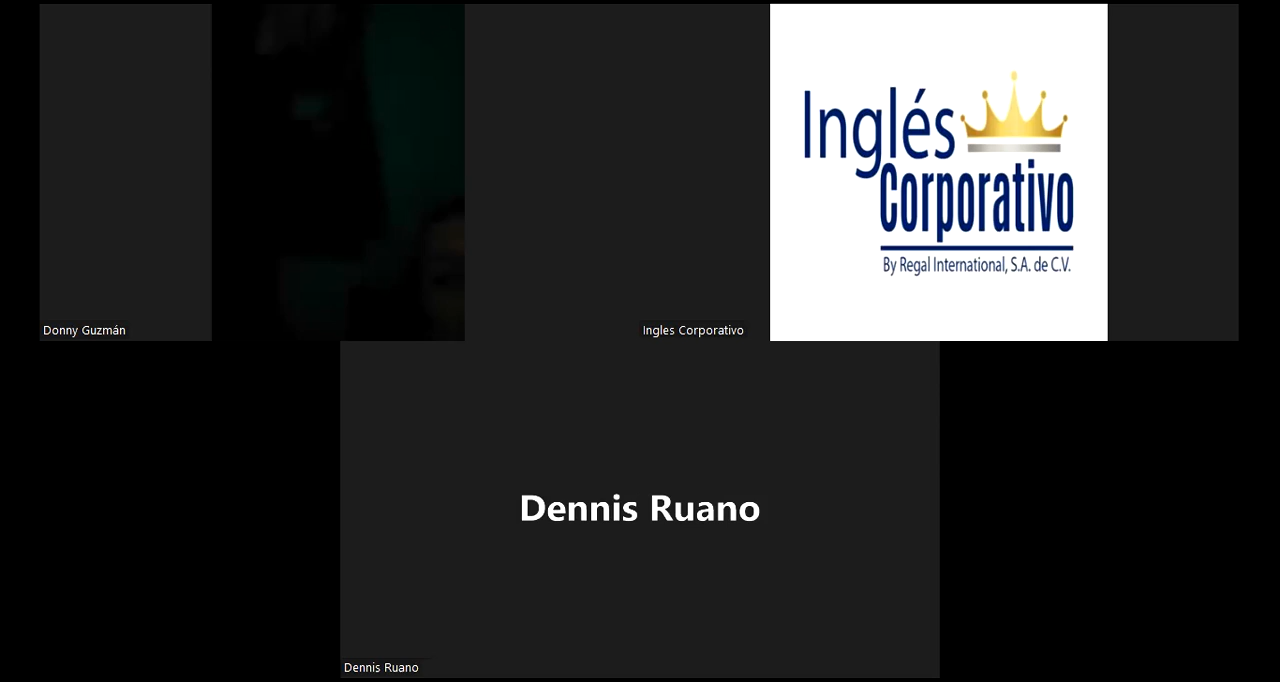 Inglés
Corporativo
By Regal International, S.A. de C.V.
Donny Guzmán
Ingles Corporativo
Dennis Ruano
Dennis Ruano